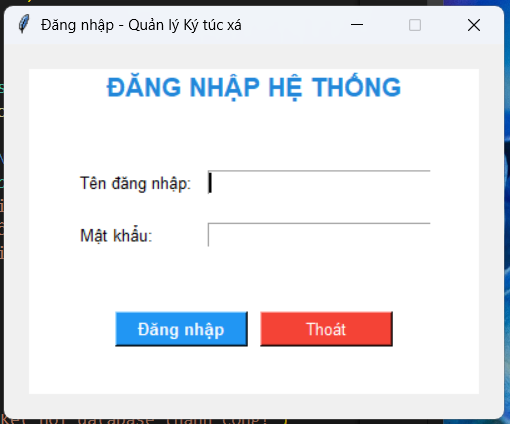 Đăng nhập - Quản lý Ký túc xá
ĐĂNG NHẬP HỆ THỐNG
Tên đăng nhập:
Mật khẩu:
Đăng nhập
Thoát